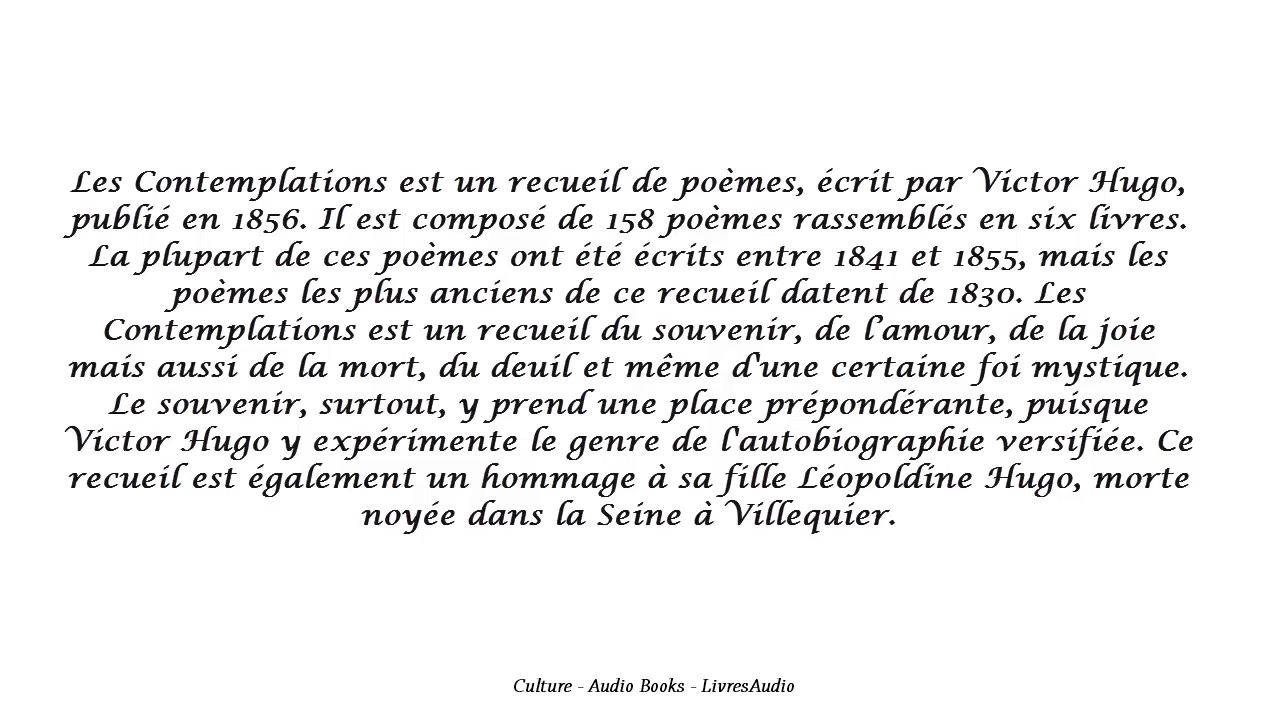 Les Contemplations est un recueil de poèmes, écrit par Victor Hugo,
publié en 1856. Il est composé de 158 poèmes rassemblés en six livres.
La plupart de ces poèmes ont été écrits entre 1841 et 1855, mais les
poèmes les plus anciens de ce recueil datent de 1830. Les
Contemplations est un recueil du souvenir, de l'amour, de la joie
mais aussi de la mort, du deuil et même d'une certaine foi mystique.
Le souvenir, surtout, y prend une place prépondérante, puisque
Victor Hugo y expérimente le genre de l'autobiographie versifiée. Ce
recueil est également un hommage à sa fille Léopoldine Hugo, morte
noyée dans la Seine à Villequier.
Culture - Audio Books - LivresAudio